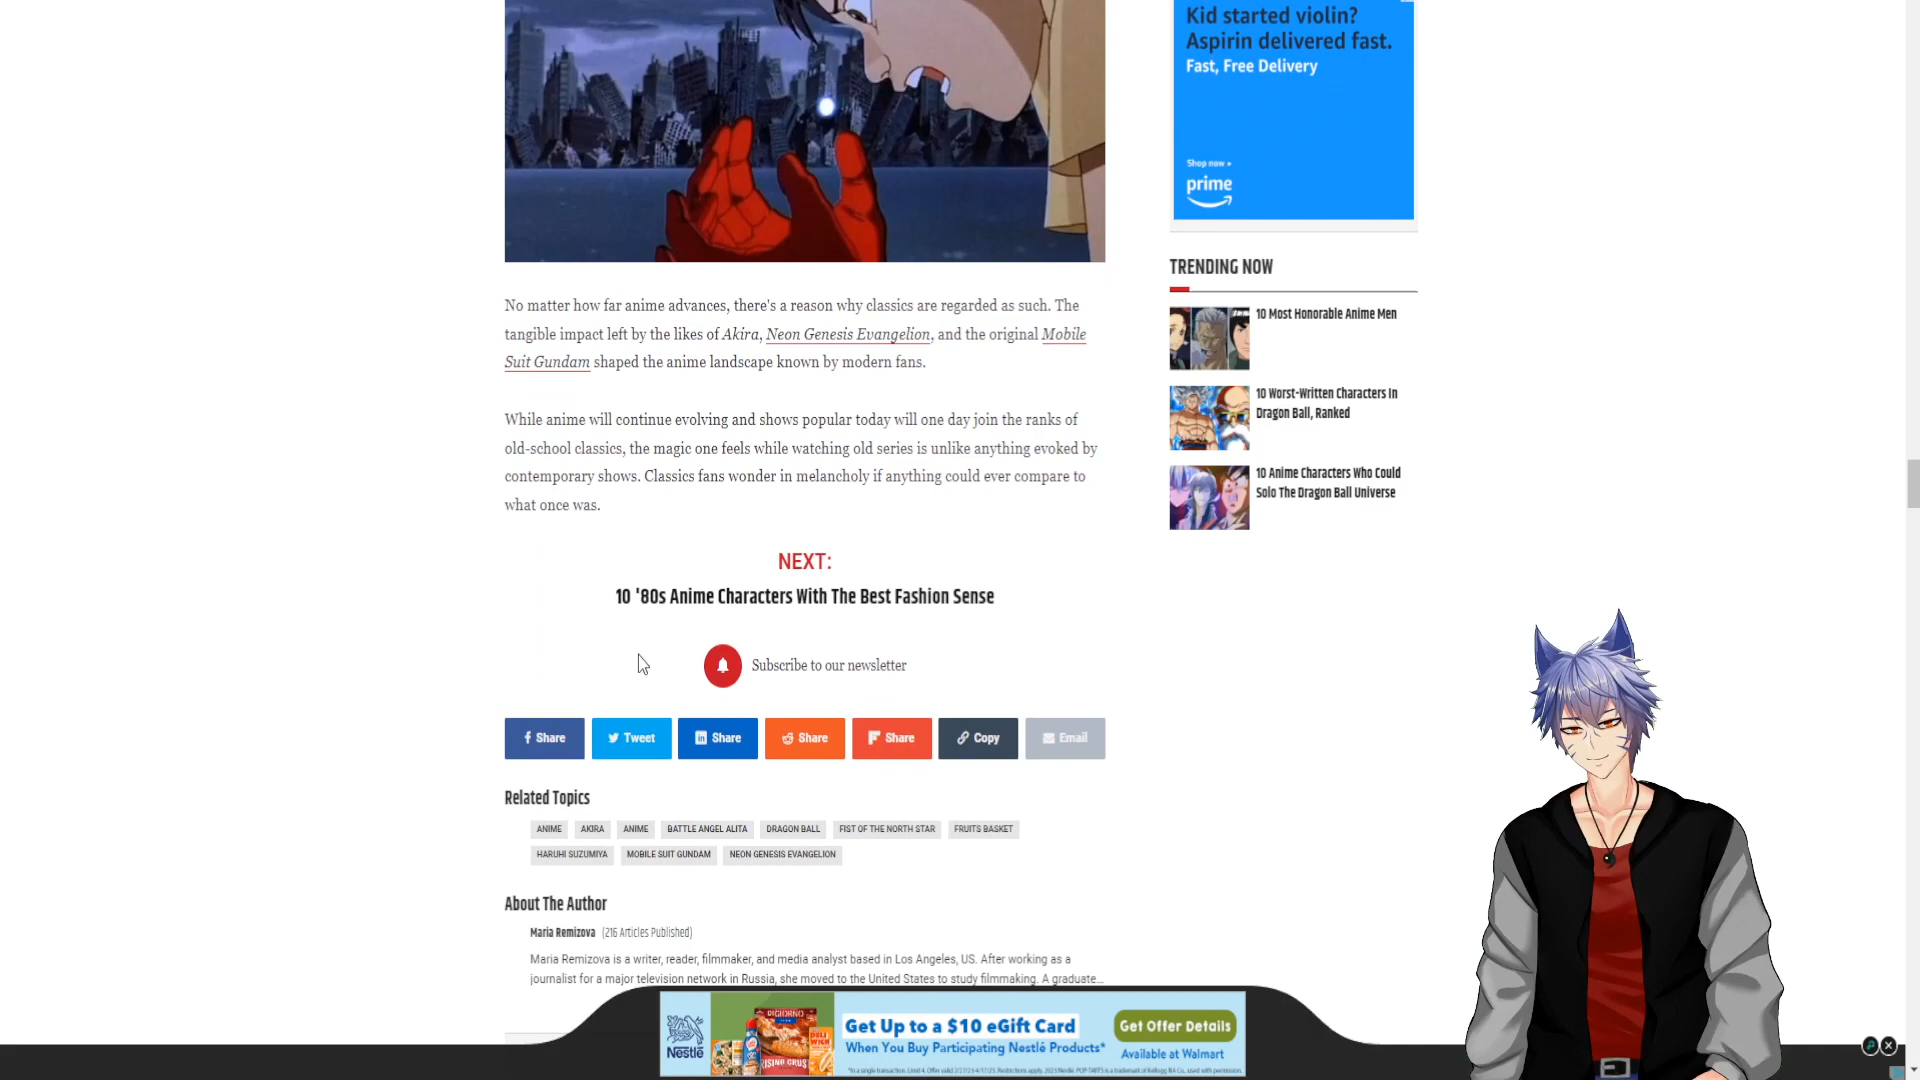 Kid started violin?
Aspirin delivered fast.
Fast, Free Delivery
Shop now ▸
prime
TRENDING NOW
10 Most Honorable Anime Men
10 Worst-Written Characters In
Dragon Ball, Ranked
10 Anime Characters Who Could
Solo The Dragon Ball Universe
No matter how far anime advances, there's a reason why classics are regarded as such. The
tangible impact left by the likes of Akira, Neon Genesis Evangelion, and the original Mobile
Suit Gundam shaped the anime landscape known by modern fans.
While anime will continue evolving and shows popular today will one day join the ranks of
old-school classics, the magic one feels while watching old series is unlike anything evoked by
contemporary shows. Classics fans wonder in melancholy if anything could ever compare to
what once was.
NEXT:
10 '80s Anime Characters With The Best Fashion Sense
Subscribe to our newsletter
Share Tweet Share Share Share Copy Email
Related Topics
ANIME AKIRA ANIME BATTLE ANGEL ALITA DRAGON BALL FIST OF THE NORTH STAR FRUITS BASKET
HARUHI SUZUMIYA MOBILE SUIT GUNDAM NEON GENESIS EVANGELION
About The Author
Maria Remizova (216 Articles Published)
Maria Remizova is a writer, reader, filmmaker, and media analyst based in Los Angeles, US. After working as a
journalist for a major television network in Russia, she moved to the United States to study filmmaking. A graduate...
Nestlé
DIGIORNO
RISING CRUST
Get Up to a $10 eGift Card
When You Buy Participating Nestlé Products*
Get Offer Details
Available at Walmart